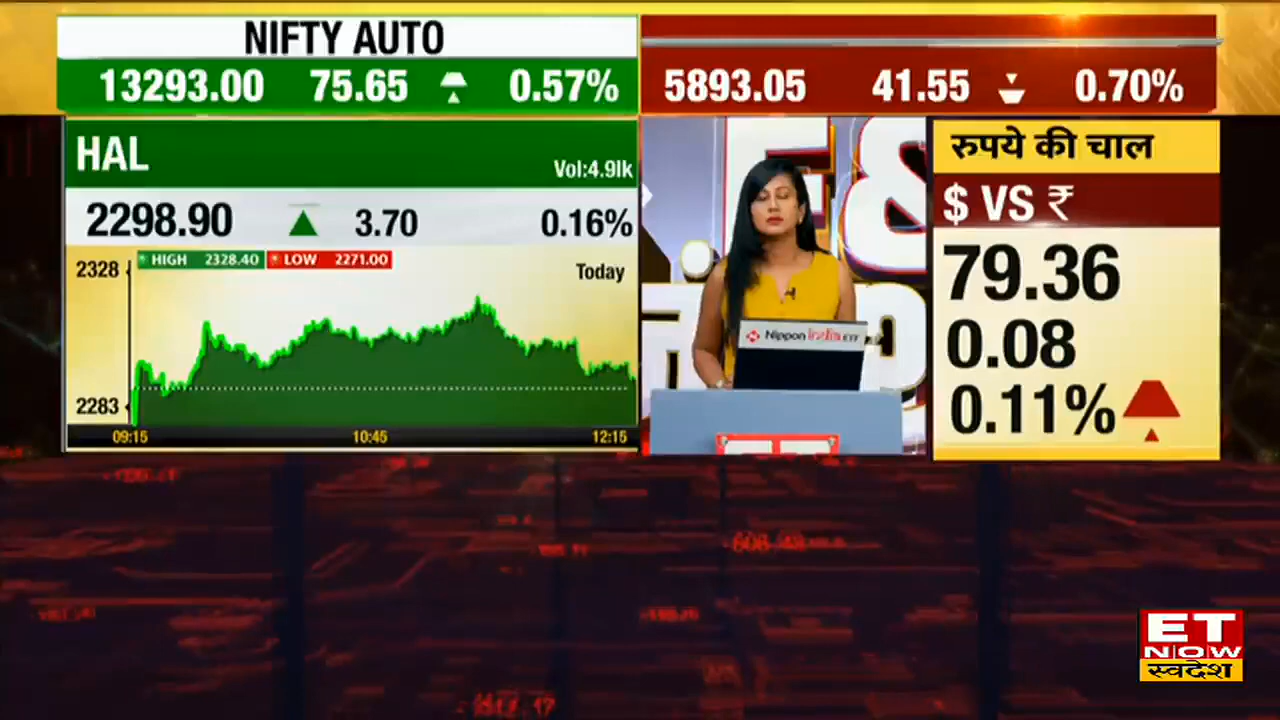 NIFTY AUTO
13293.00 75.65 0.57%
5893.05 41.55 0.70%
HAL
Vol:4.9lk
2298.90 3.70 0.16%
HIGH 2328.40 LOW 2271.00
Today
2328
2283
09:15 10:45 12:15
Nippon india ETF
रुपये की चाल
$ VS ₹
79.36
0.08
0.11%
ET
NOW
स्वदेश